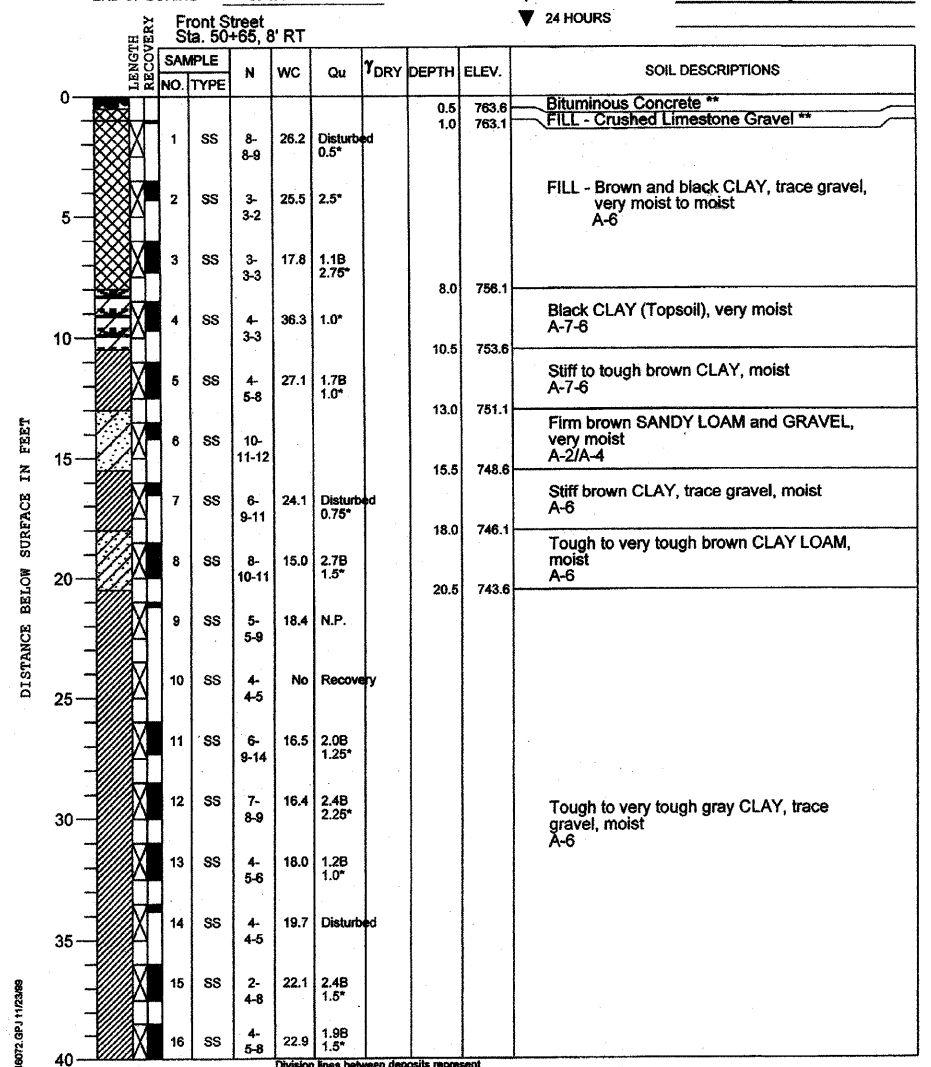 ▼ 24 HOURS
Front Street
Sta. 50+65, 8' RT
LENGTH
RECOVERY
SAMPLE
NO. TYPE N WC Qu γDRY DEPTH ELEV. SOIL DESCRIPTIONS
DISTANCE BELOW SURFACE IN FEET
0
0.5 763.6 Bituminous Concrete **
1.0 763.1 FILL - Crushed Limestone Gravel **
1 SS 8- 26.2 Disturbed
8-9 0.5*
FILL - Brown and black CLAY, trace gravel,
very moist to moist
A-6
2 SS 3- 25.5 2.5*
3-2
5
3 SS 3- 17.8 1.1B
3-3 2.75*
8.0 756.1
Black CLAY (Topsoil), very moist
A-7-6
4 SS 4- 36.3 1.0*
3-3
10
10.5 753.6
Stiff to tough brown CLAY, moist
A-7-6
5 SS 4- 27.1 1.7B
5-8 1.0*
13.0 751.1
Firm brown SANDY LOAM and GRAVEL,
very moist
A-2/A-4
6 SS 10-
11-12
15
15.5 748.6
Stiff brown CLAY, trace gravel, moist
A-6
7 SS 6- 24.1 Disturbed
9-11 0.75*
18.0 746.1
Tough to very tough brown CLAY LOAM,
moist
A-6
8 SS 8- 15.0 2.7B
10-11 1.5*
20
20.5 743.6
9 SS 5- 18.4 N.P.
5-9
10 SS 4- No Recovery
4-5
25
11 SS 6- 16.5 2.0B
9-14 1.25*
12 SS 7- 16.4 2.4B
8-9 2.25*
Tough to very tough gray CLAY, trace
gravel, moist
A-6
30
13 SS 4- 18.0 1.2B
5-6 1.0*
14 SS 4- 19.7 Disturbed
4-5
35
15 SS 2- 22.1 2.4B
4-8 1.5*
16 SS 4- 22.9 1.9B
5-8 1.5*
40
Division lines between deposits represent
6072.GPJ 11/23/99